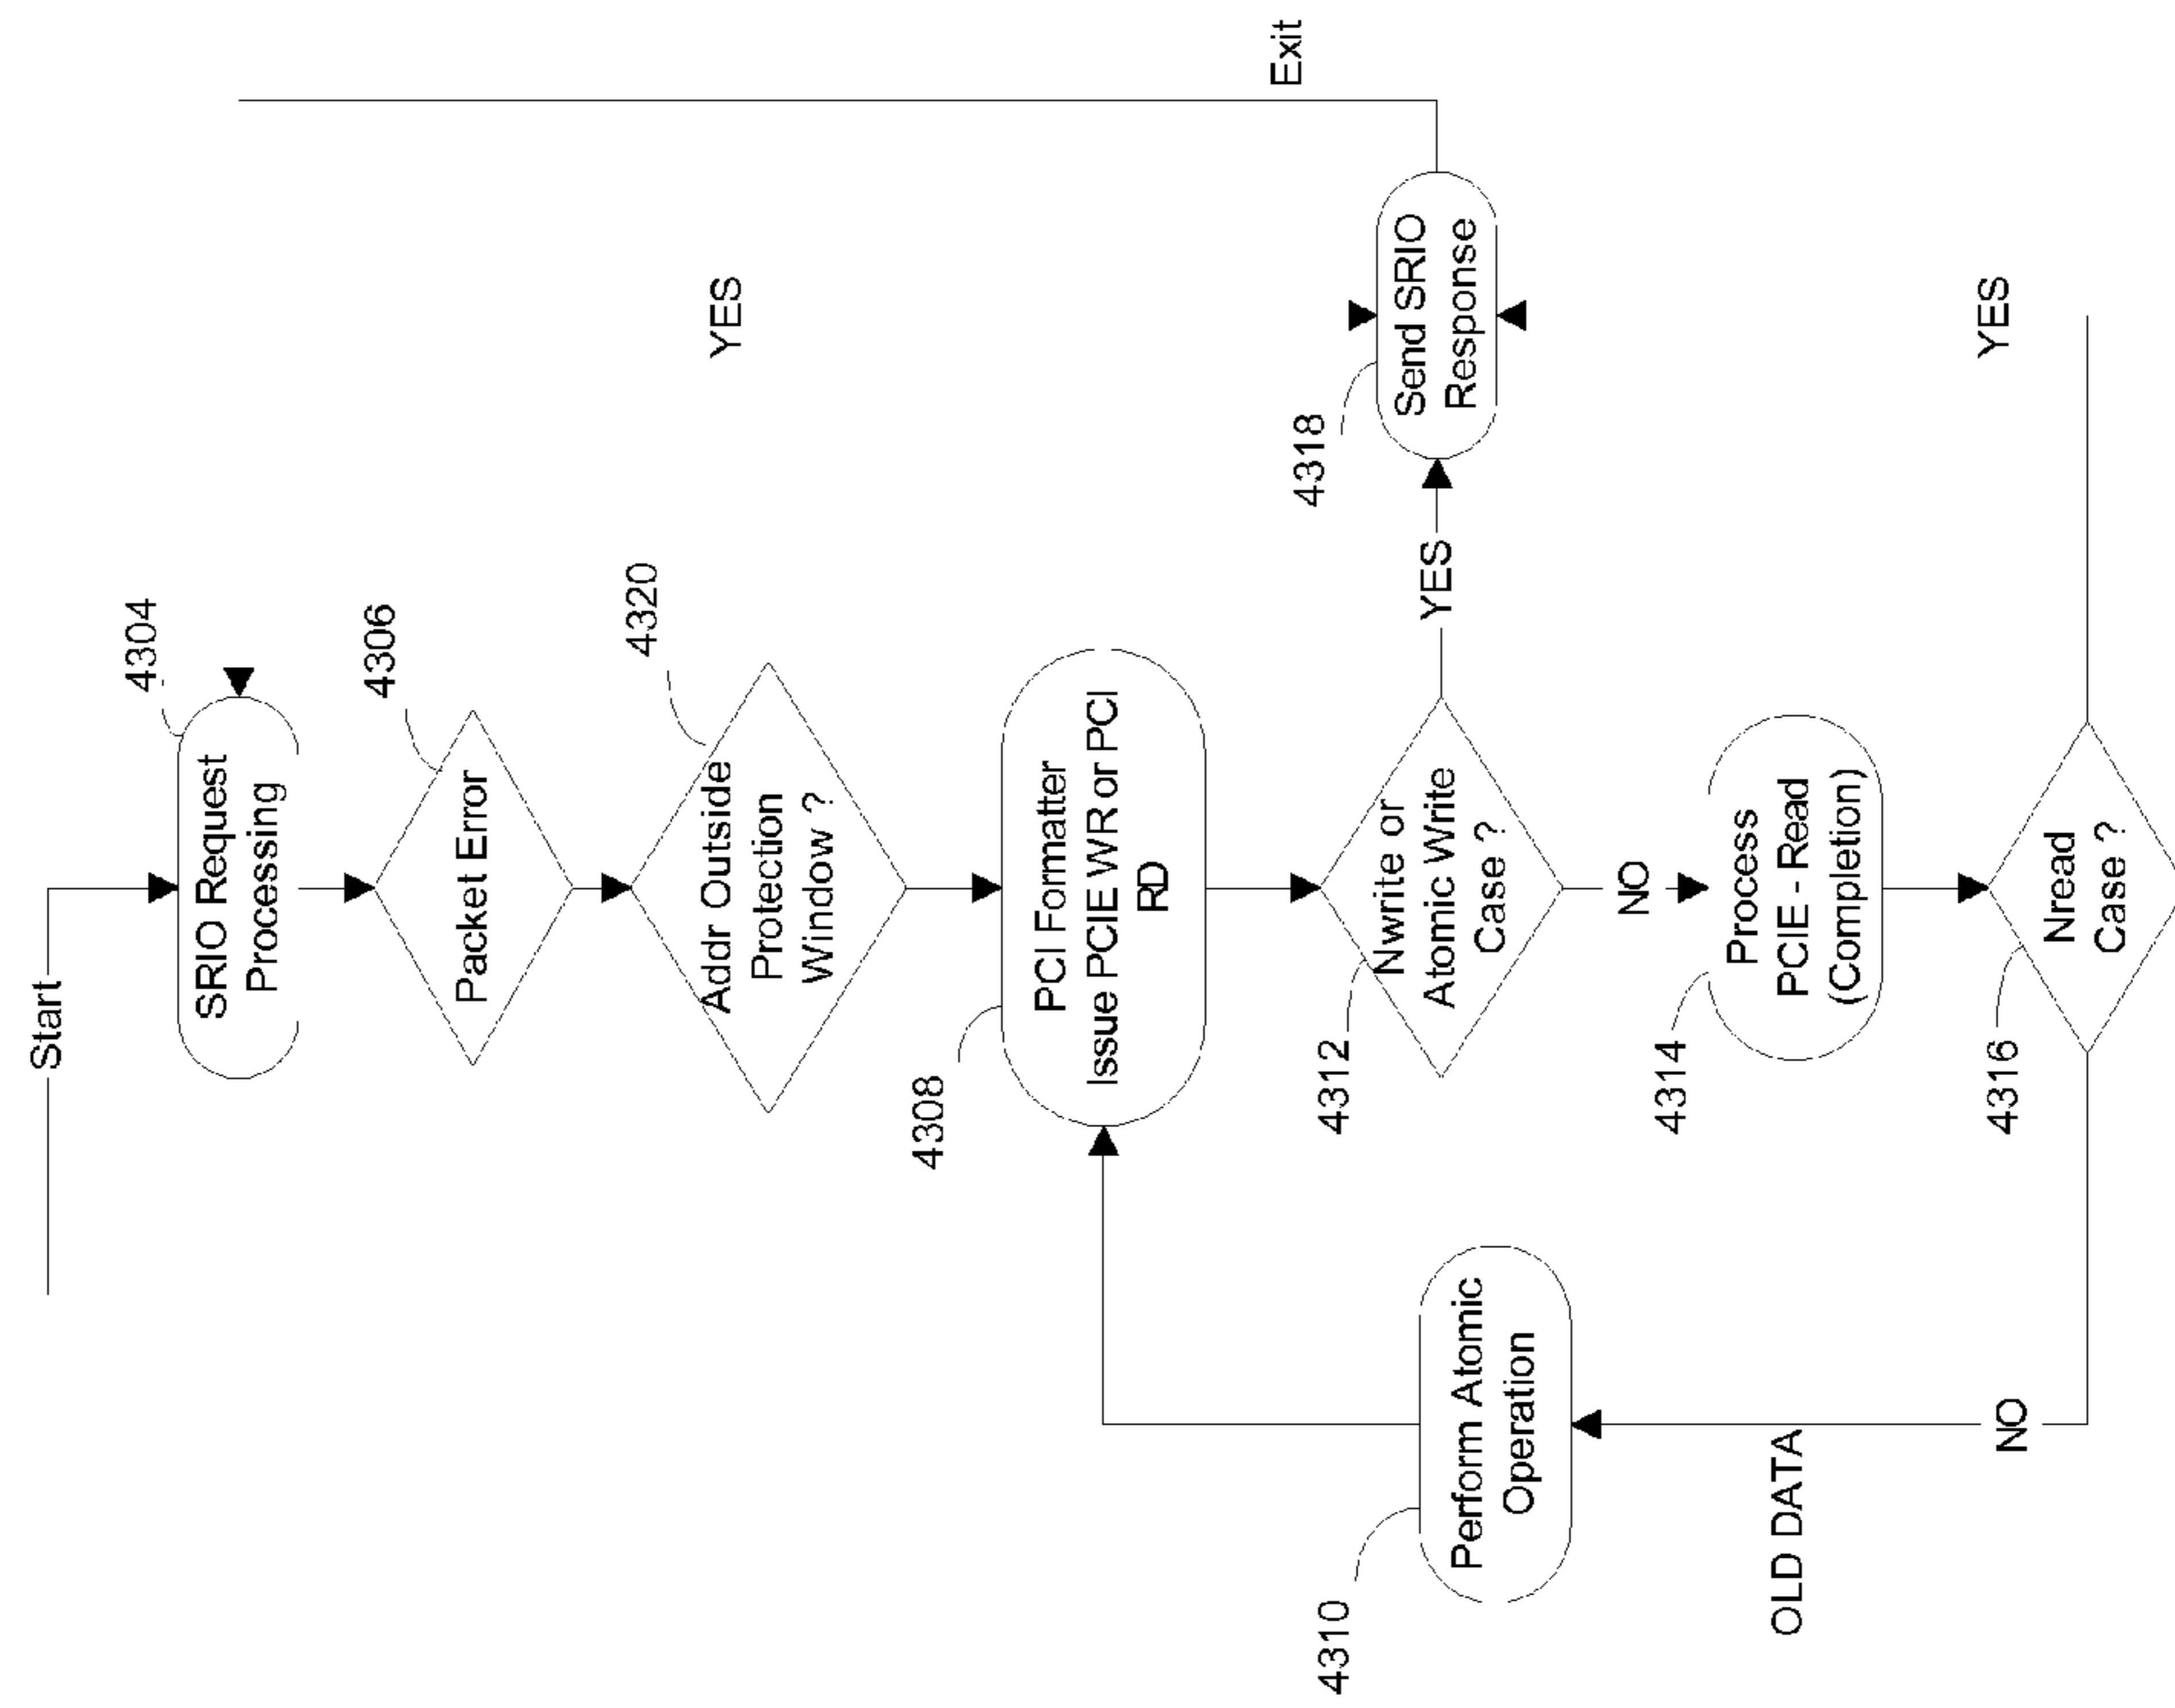 Start
4304
SRIO Request
Processing
4306
Packet Error
4320
Addr Outside
Protection
Window ?
YES
4308
PCI Formatter
Issue PCIE WR or PCI
RD
4312
Nwrite or
Atomic Write
Case ?
YES
4318
Send SRIO
Response
Exit
NO
4314
Process
PCIE - Read
(Completion)
4316
Nread
Case ?
YES
NO
OLD DATA
4310
Perform Atomic
Operation